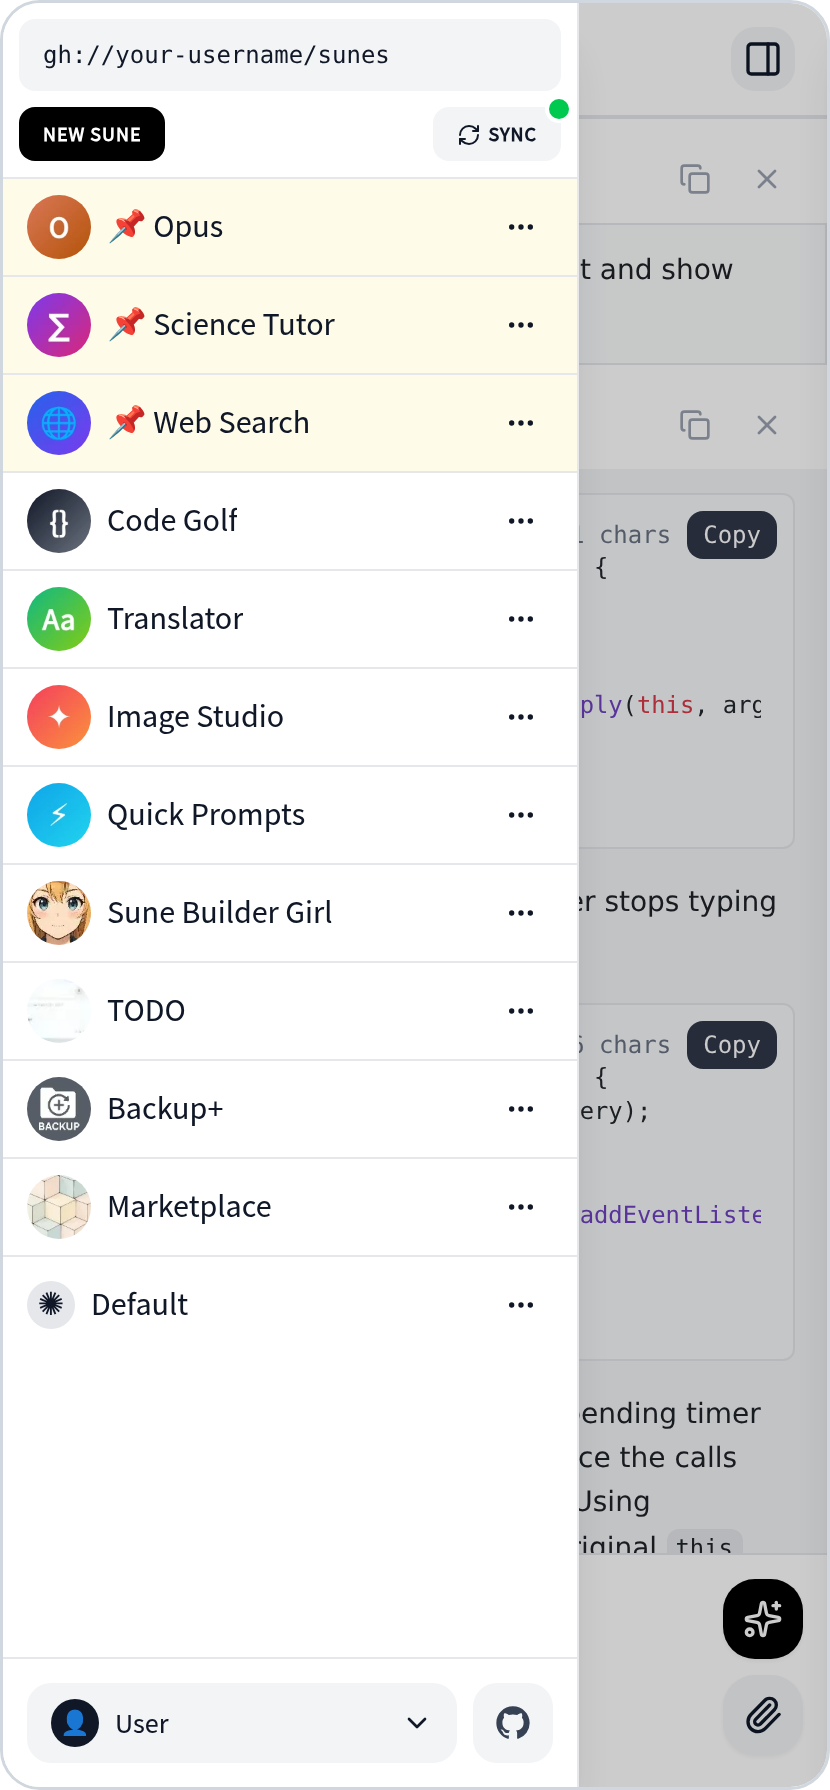 gh://your-username/sunes
NEW SUNE
SYNC
O
📌 Opus
Σ
📌 Science Tutor
📌 Web Search
{}
Code Golf
Aa
Translator
Image Studio
Quick Prompts
Sune Builder Girl
TODO
BACKUP
Backup+
Marketplace
Default
User
t and show
chars
Copy
{
ply(this, arg
er stops typing
chars
Copy
{
ery);
addEventListe
ending timer
ce the calls
Using
riginal this